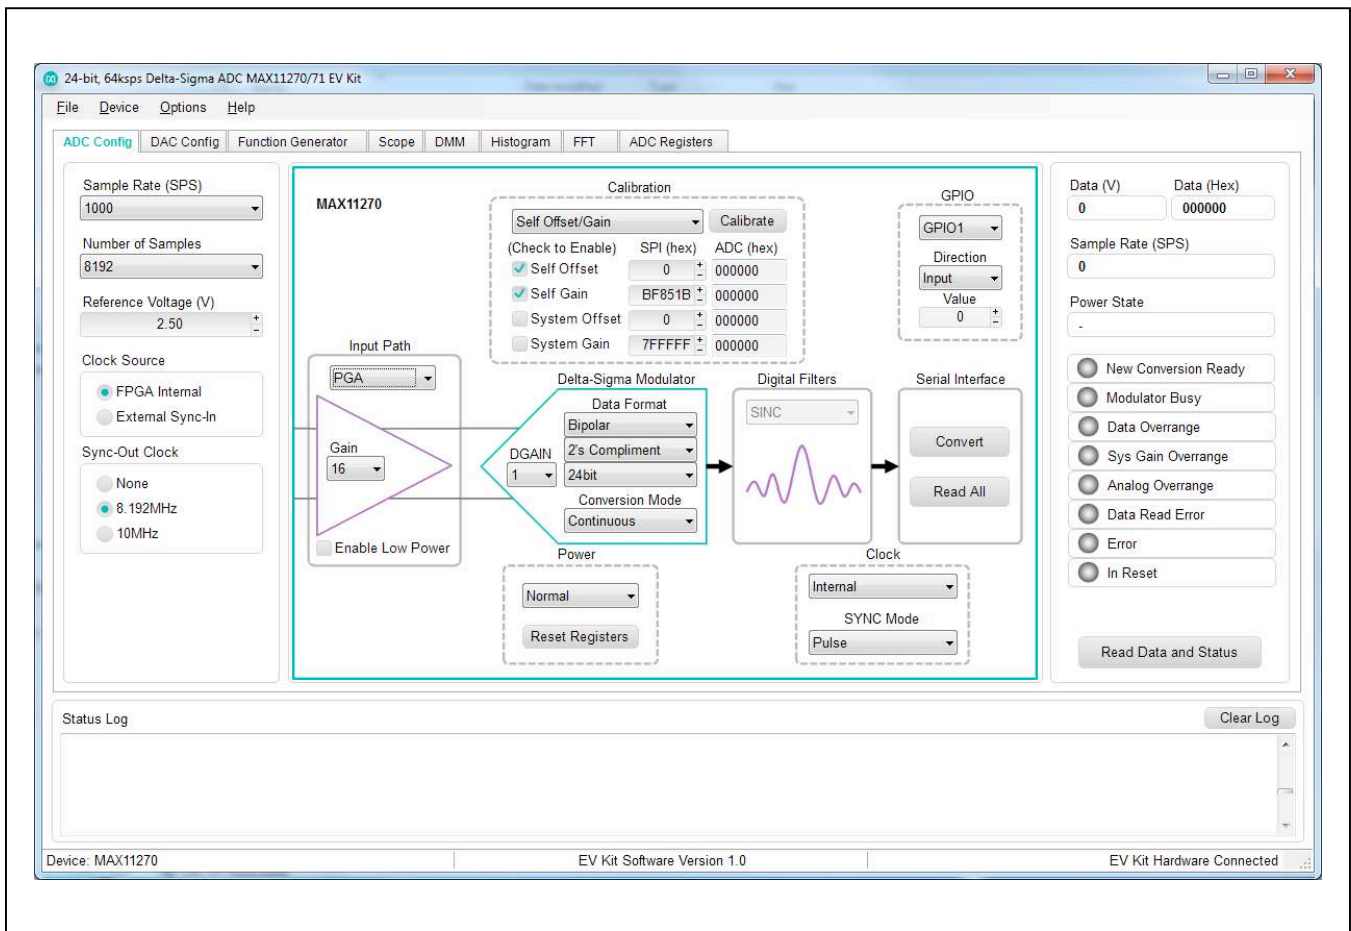 24-bit, 64ksps Delta-Sigma ADC MAX11270/71 EV Kit
File Device Options Help
ADC Config DAC Config Function Generator Scope DMM Histogram FFT ADC Registers
Sample Rate (SPS)
1000
Number of Samples
8192
Reference Voltage (V)
2.50
Clock Source
FPGA Internal
External Sync-In
Sync-Out Clock
None
8.192MHz
10MHz
MAX11270
Input Path
PGA
Gain
16
Enable Low Power
Calibration
Self Offset/Gain Calibrate
(Check to Enable) SPI (hex) ADC (hex)
Self Offset 0 000000
Self Gain BF851B 000000
System Offset 0 000000
System Gain 7FFFFF 000000
GPIO
GPIO1
Direction
Input
Value
0
Delta-Sigma Modulator
Data Format
Bipolar
DGAIN 2's Compliment
1 24bit
Conversion Mode
Continuous
Digital Filters
SINC
Serial Interface
Convert
Read All
Power
Normal
Reset Registers
Clock
Internal
SYNC Mode
Pulse
Data (V) Data (Hex)
0 000000
Sample Rate (SPS)
0
Power State
-
New Conversion Ready
Modulator Busy
Data Overrange
Sys Gain Overrange
Analog Overrange
Data Read Error
Error
In Reset
Read Data and Status
Status Log Clear Log
Device: MAX11270 EV Kit Software Version 1.0 EV Kit Hardware Connected